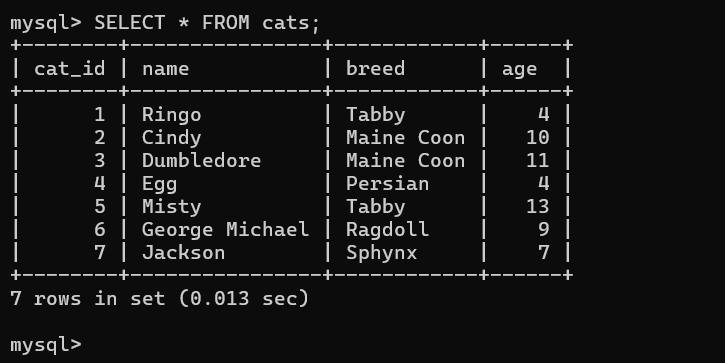 mysql> SELECT * FROM cats;
+--------+----------------+------------+------+
| cat_id | name           | breed      | age  |
+--------+----------------+------------+------+
|      1 | Ringo          | Tabby      |    4 |
|      2 | Cindy          | Maine Coon |   10 |
|      3 | Dumbledore     | Maine Coon |   11 |
|      4 | Egg            | Persian    |    4 |
|      5 | Misty          | Tabby      |   13 |
|      6 | George Michael | Ragdoll    |    9 |
|      7 | Jackson        | Sphynx     |    7 |
+--------+----------------+------------+------+
7 rows in set (0.013 sec)
mysql>